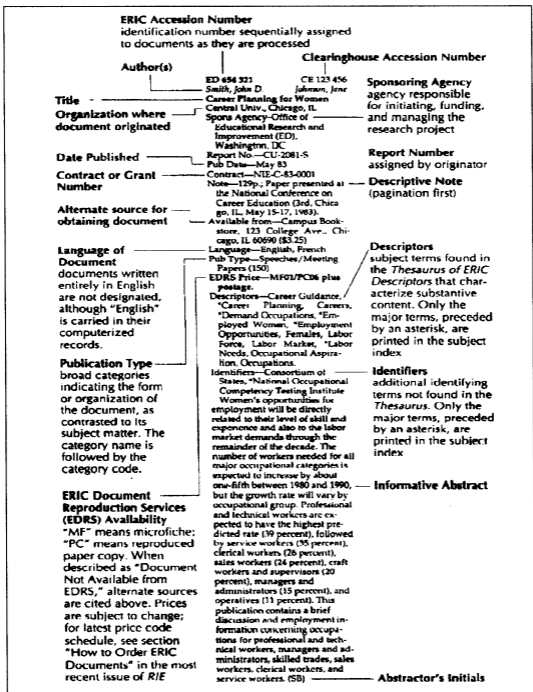 ERIC Accession Number
identification number sequentially assigned
to documents as they are processed
Clearinghouse Accession Number
Author(s)
ED 654 321 CE 123 456
Smith, John D. Johnson, Jane
Title
Career Planning for Women
Organization where
document originated
Central Univ., Chicago, IL
Spons Agency—Office of
Educational Research and
Improvement (ED),
Washington, DC
Sponsoring Agency
agency responsible
for initiating, funding,
and managing the
research project
Report No.—CU-2081-S
Report Number
assigned by originator
Date Published
Pub Date—May 83
Contract or Grant
Number
Contract—NIE-C-83-0001
Note—129p.; Paper presented at
the National Conference on
Career Education (3rd, Chica
go, IL, May 15-17, 1983).
Descriptive Note
(pagination first)
Alternate source for
obtaining document
Available from—Campus Book-
store, 123 College Ave., Chi-
cago, IL 60690 ($3.25)
Language of
Document
documents written
entirely in English
are not designated,
although "English"
is carried in their
computerized
records.
Language—English, French
Pub Type—Speeches/Meeting
Papers (150)
EDRS Price—MF01/PC06 plus
postage.
Descriptors—Career Guidance,
*Career Planning, Careers,
*Demand Occupations, *Em-
ployed Women, *Employment
Opportunities, Females, Labor
Force, Labor Market, *Labor
Needs, Occupational Aspira-
tion, Occupations.
Descriptors
subject terms found in
the Thesaurus of ERIC
Descriptors that char-
acterize substantive
content. Only the
major terms, preceded
by an asterisk, are
printed in the subject
index
Publication Type
broad categories
indicating the form
or organization of
the document, as
contrasted to its
subject matter. The
category name is
followed by the
category code.
Identifiers—Consortium of
States, *National Occupational
Competency Testing Institute
Identifiers
additional identifying
terms not found in the
Thesaurus. Only the
major terms, preceded
by an asterisk, are
printed in the subject
index
Women's opportunities for
employment will be directly
related to their level of skill and
experience and also to the labor
market demands through the
remainder of the decade. The
number of workers needed for all
major occupational categories is
expected to increase by about
one-fifth between 1980 and 1990,
but the growth rate will vary by
occupational group. Professional
and technical workers are ex-
pected to have the highest pre-
dicted rate (39 percent), followed
by service workers (35 percent),
clerical workers (26 percent),
sales workers (24 percent), craft
workers and supervisors (20
percent), managers and
administrators (15 percent), and
operatives (11 percent). This
publication contains a brief
discussion and employment in-
formation concerning occupa-
tions for professional and tech-
nical workers, managers and ad-
ministrators, skilled trades, sales
workers, clerical workers, and
service workers. (SB)
Informative Abstract
ERIC Document
Reproduction Services
(EDRS) Availability
"MF" means microfiche;
"PC" means reproduced
paper copy. When
described as "Document
Not Available from
EDRS," alternate sources
are cited above. Prices
are subject to change;
for latest price code
schedule, see section
"How to Order ERIC
Documents" in the most
recent issue of RIE
Abstractor's Initials